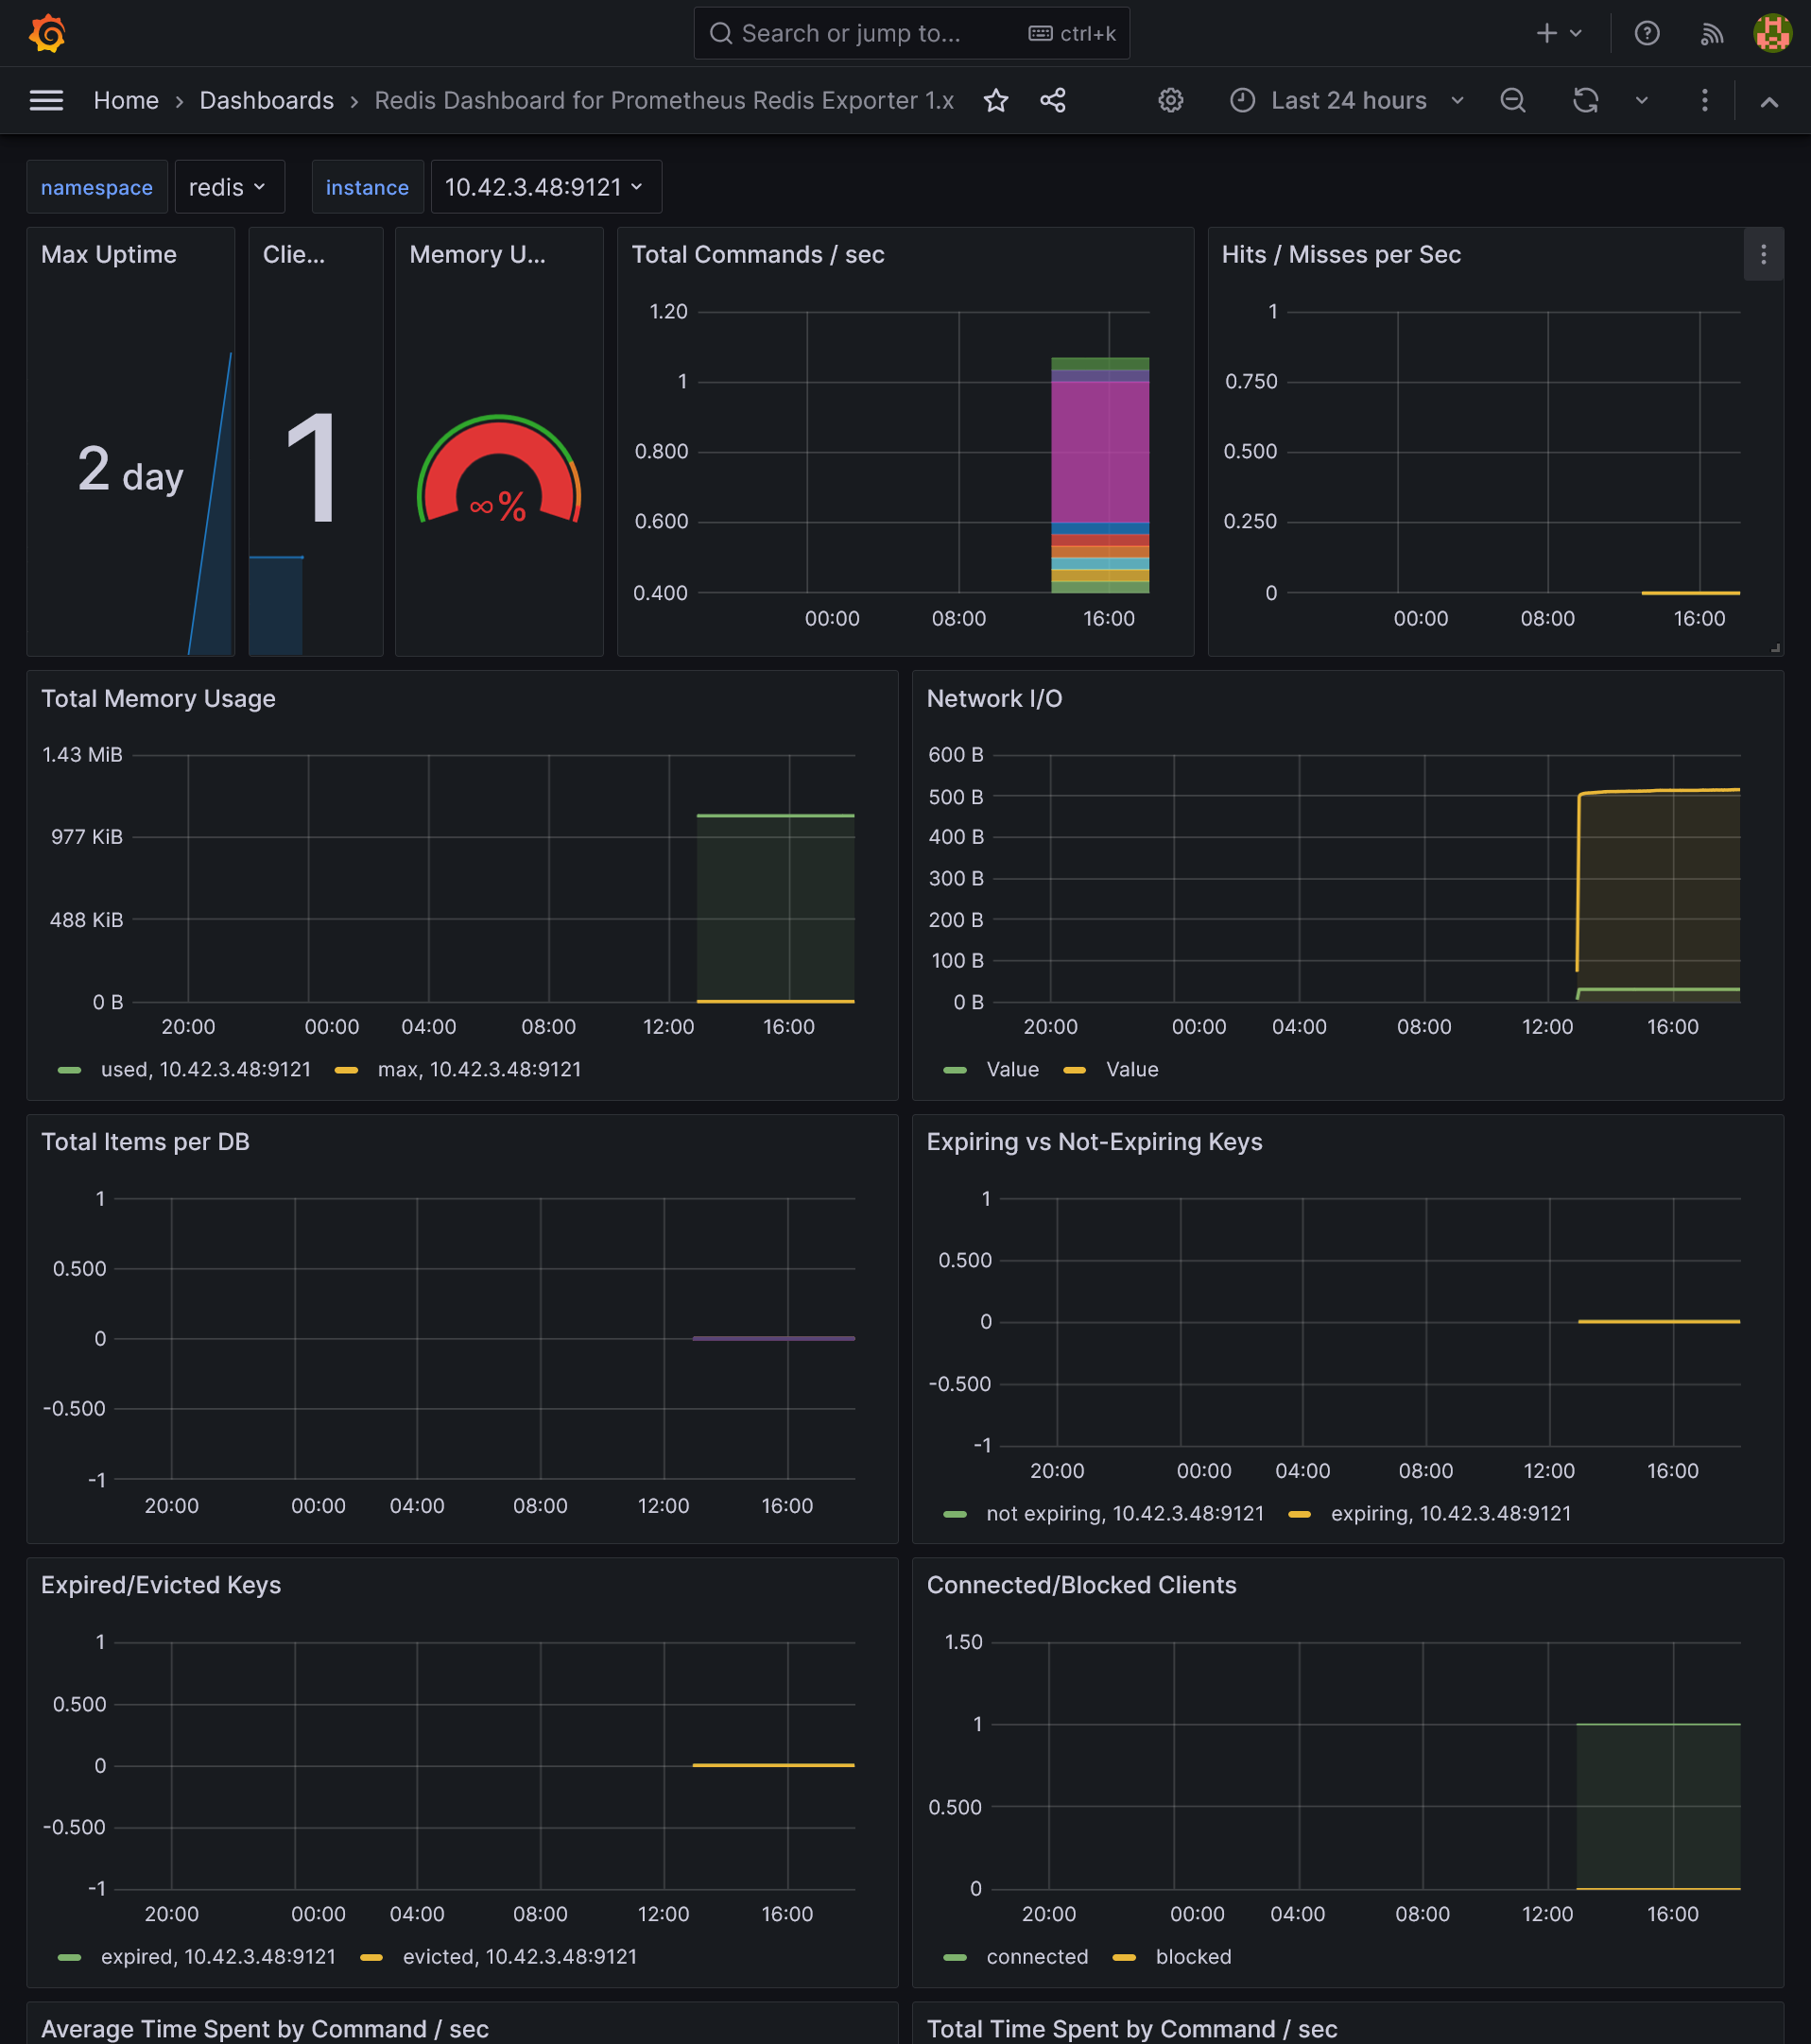 Search or jump to... ctrl+k
Home › Dashboards › Redis Dashboard for Prometheus Redis Exporter 1.x Last 24 hours
namespace redis instance 10.42.3.48:9121
Max Uptime
2 day
Clie...
1
Memory U...
∞%
Total Commands / sec
1.20
1
0.800
0.600
0.400
00:00 08:00 16:00
Hits / Misses per Sec
1
0.750
0.500
0.250
0
00:00 08:00 16:00
Total Memory Usage
1.43 MiB
977 KiB
488 KiB
0 B
20:00 00:00 04:00 08:00 12:00 16:00
used, 10.42.3.48:9121 max, 10.42.3.48:9121
Network I/O
600 B
500 B
400 B
300 B
200 B
100 B
0 B
20:00 00:00 04:00 08:00 12:00 16:00
Value Value
Total Items per DB
1
0.500
0
-0.500
-1
20:00 00:00 04:00 08:00 12:00 16:00
Expiring vs Not-Expiring Keys
1
0.500
0
-0.500
-1
20:00 00:00 04:00 08:00 12:00 16:00
not expiring, 10.42.3.48:9121 expiring, 10.42.3.48:9121
Expired/Evicted Keys
1
0.500
0
-0.500
-1
20:00 00:00 04:00 08:00 12:00 16:00
expired, 10.42.3.48:9121 evicted, 10.42.3.48:9121
Connected/Blocked Clients
1.50
1
0.500
0
20:00 00:00 04:00 08:00 12:00 16:00
connected blocked
Average Time Spent by Command / sec
Total Time Spent by Command / sec